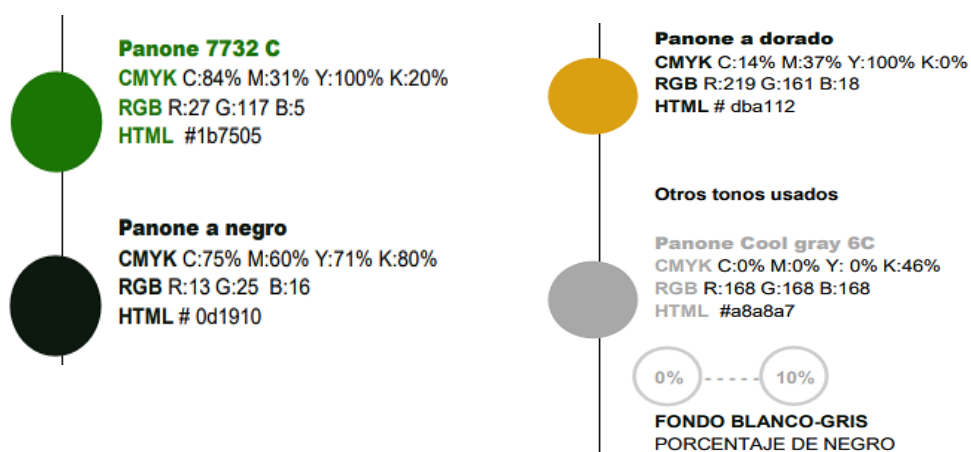 Panone 7732 C
CMYK C:84% M:31% Y:100% K:20%
RGB R:27 G:117 B:5
HTML #1b7505
Panone a negro
CMYK C:75% M:60% Y:71% K:80%
RGB R:13 G:25 B:16
HTML # 0d1910
Panone a dorado
CMYK C:14% M:37% Y:100% K:0%
RGB R:219 G:161 B:18
HTML # dba112
Otros tonos usados
Panone Cool gray 6C
CMYK C:0% M:0% Y: 0% K:46%
RGB R:168 G:168 B:168
HTML #a8a8a7
0% - - - - - 10%
FONDO BLANCO-GRIS
PORCENTAJE DE NEGRO